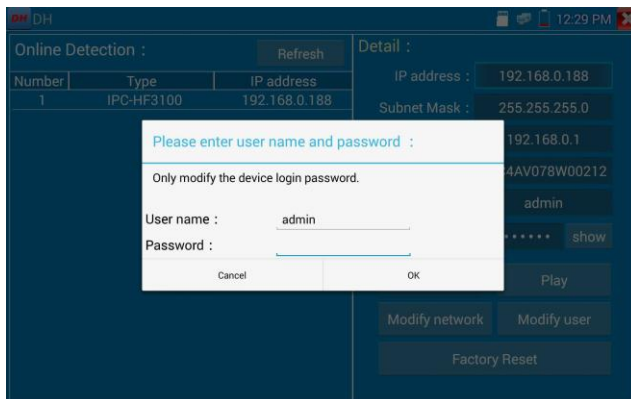 DH DH 12:29 PM
Online Detection : Refresh
Number Type IP address
1 IPC-HF3100 192.168.0.188
Detail :
IP address : 192.168.0.188
Subnet Mask : 255.255.255.0
192.168.0.1
4AV078W00212
admin
•••••• show
Play
Modify network Modify user
Factory Reset
Please enter user name and password :
Only modify the device login password.
User name : admin
Password :
Cancel OK